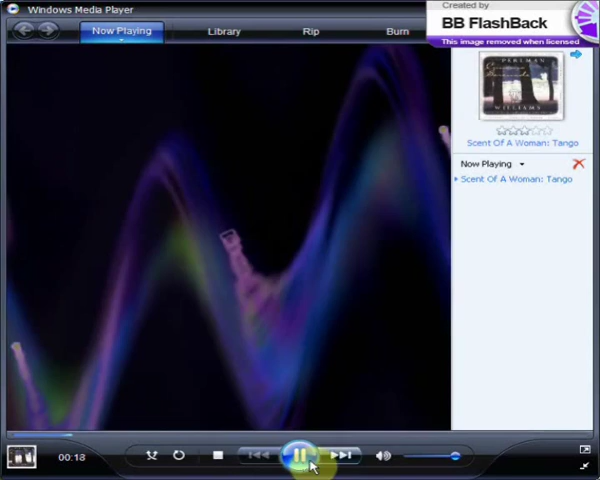 Windows Media Player
Created by
BB FlashBack
This image removed when licensed
Now Playing
Library
Rip
Burn
PERLMAN
WILLIAMS
Scent Of A Woman: Tango
Now Playing
Scent Of A Woman: Tango
00:18